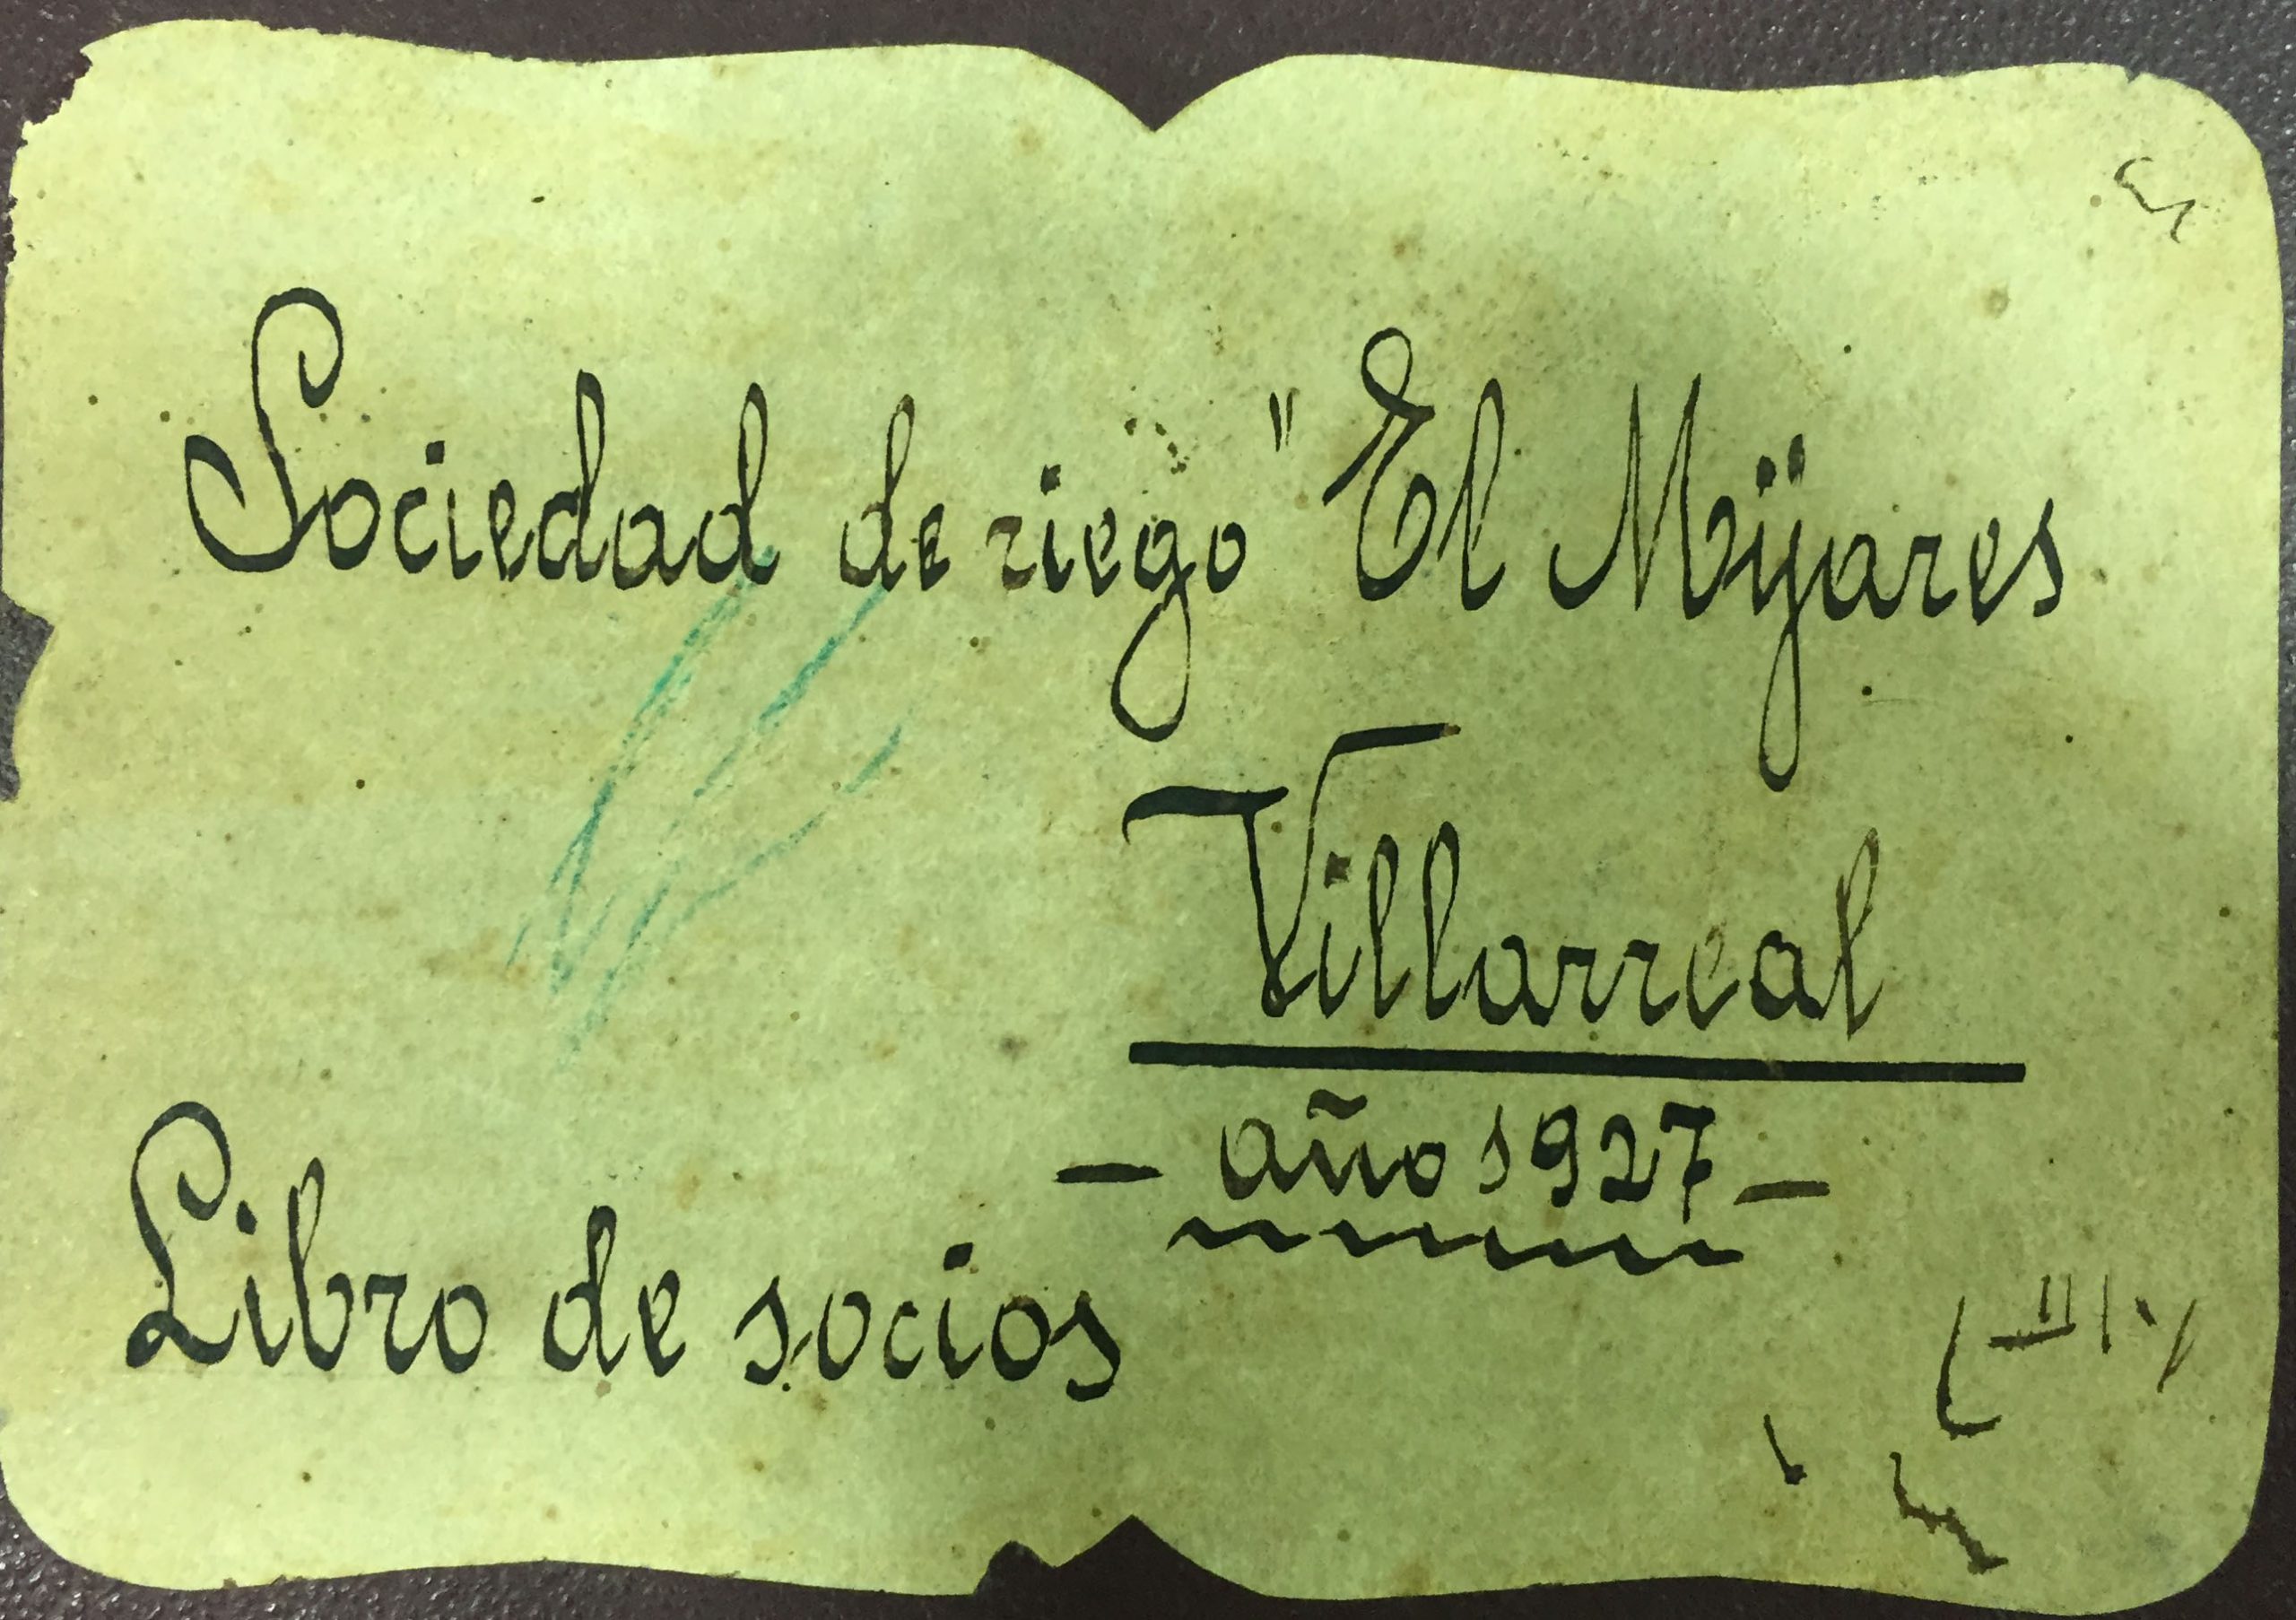 Sociedad de riego "El Mijares
Villarreal
- año 1927 -
Libro de socios